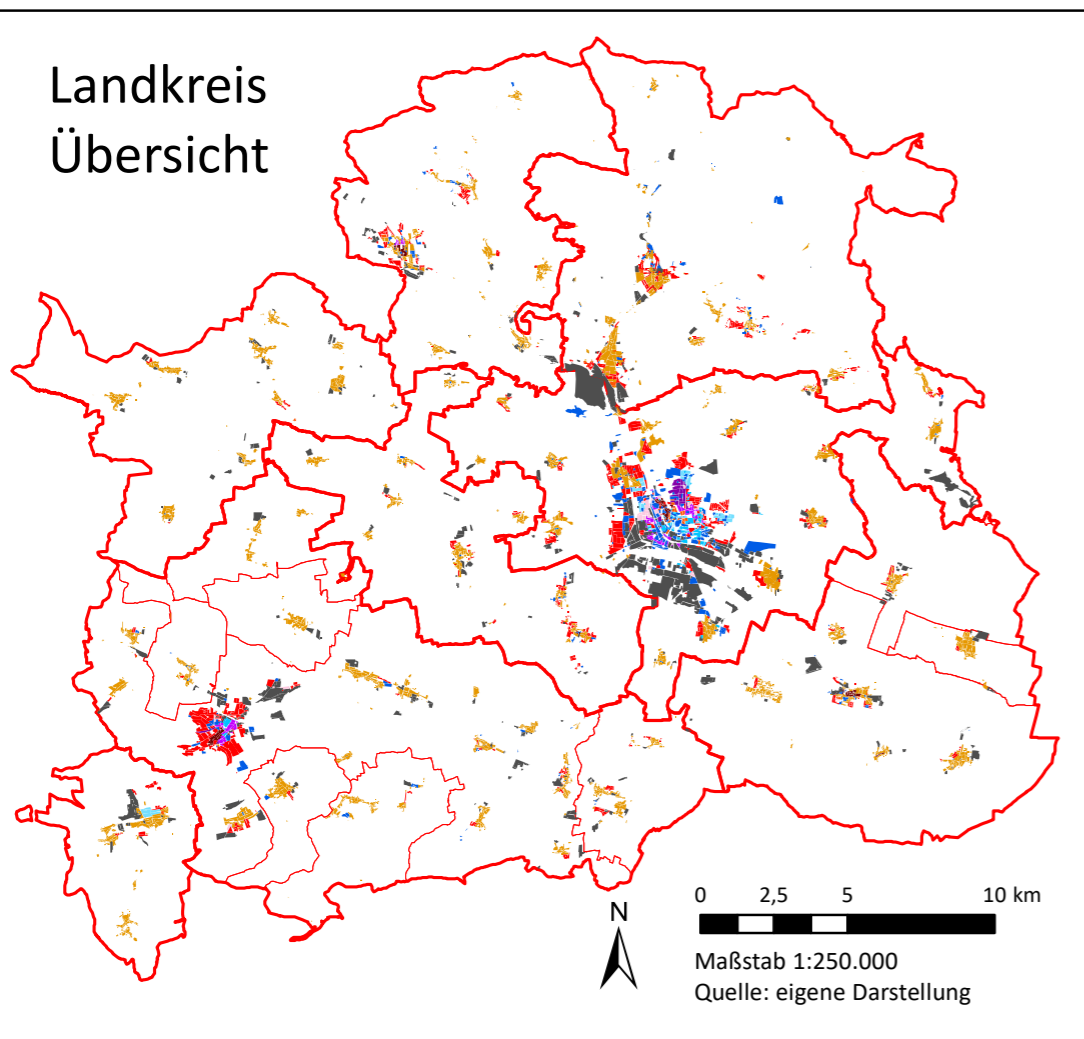 Landkreis
Übersicht
0 2,5 5 10 km
N
Maßstab 1:250.000
Quelle: eigene Darstellung